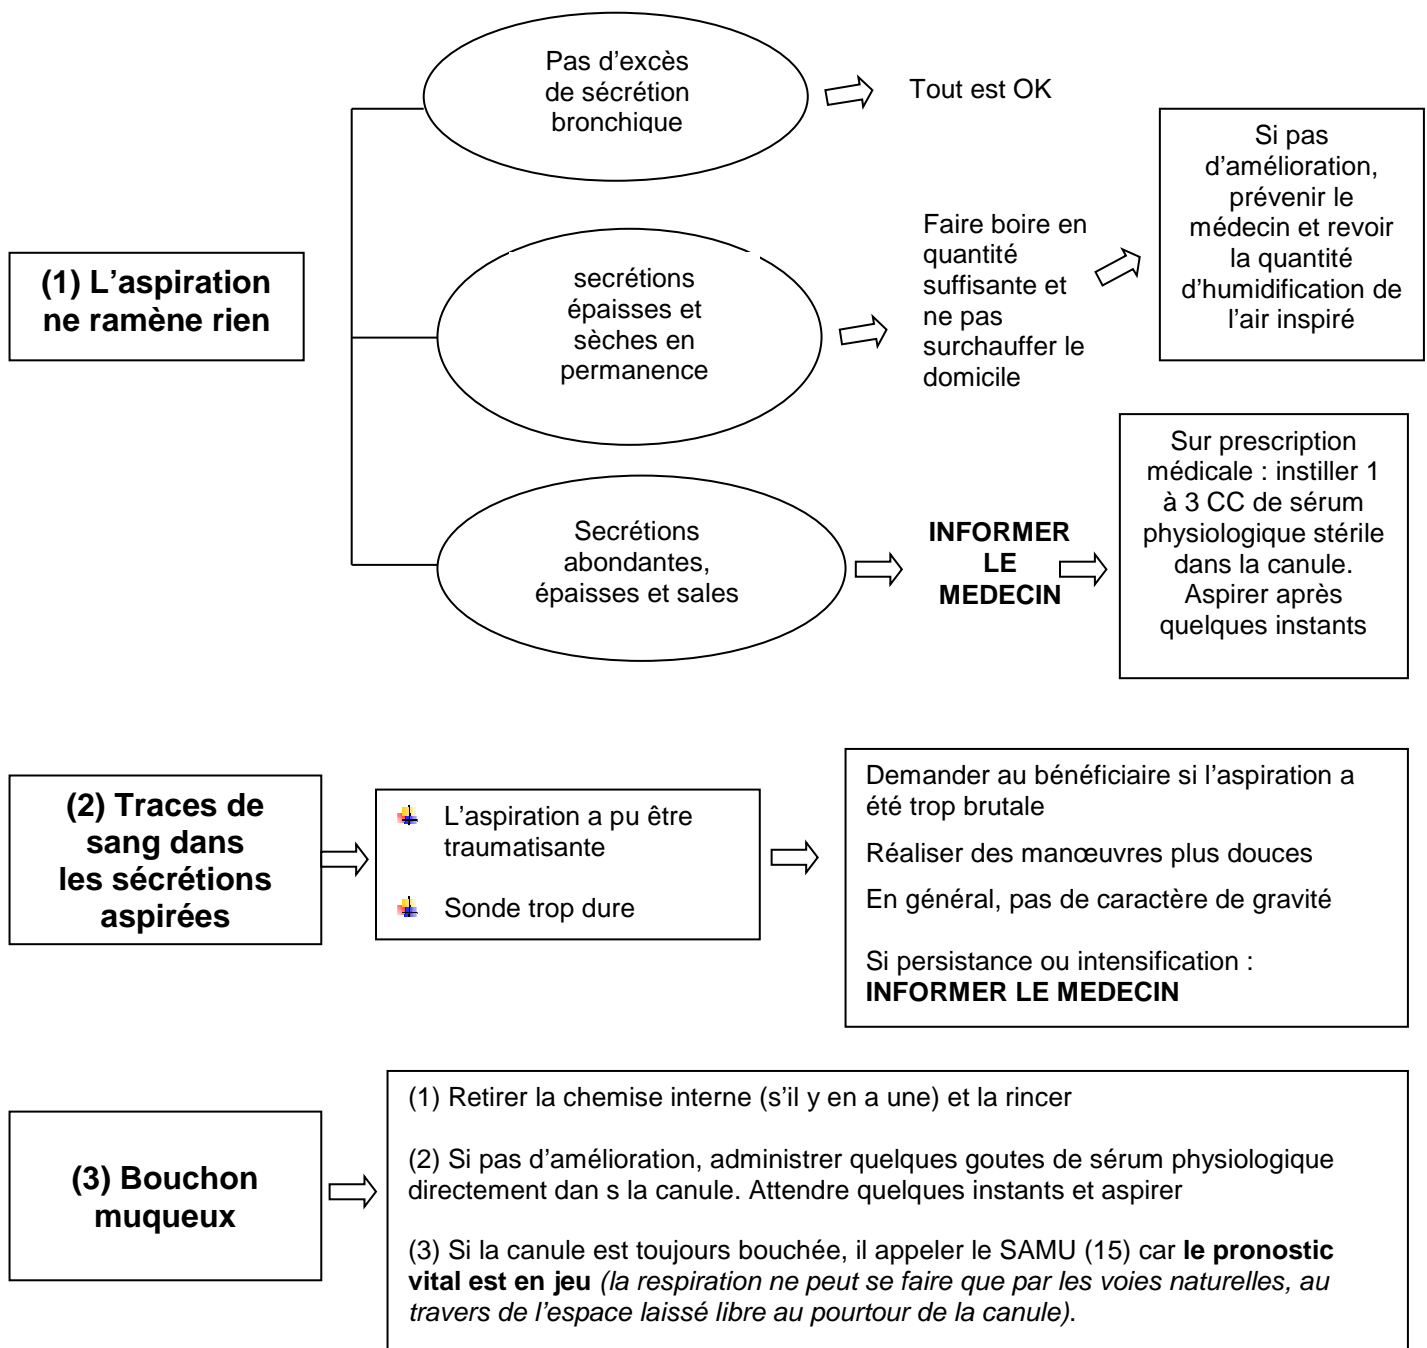 Pas d'excès
de sécrétion
bronchique
Tout est OK
(1) L'aspiration
ne ramène rien
secrétions
épaisses et
sèches en
permanence
Faire boire en
quantité
suffisante et
ne pas
surchauffer le
domicile
Si pas
d'amélioration,
prévenir le
médecin et revoir
la quantité
d'humidification de
l'air inspiré
Secrétions
abondantes,
épaisses et sales
INFORMER
LE
MEDECIN
Sur prescription
médicale : instiller 1
à 3 CC de sérum
physiologique stérile
dans la canule.
Aspirer après
quelques instants
(2) Traces de
sang dans
les sécrétions
aspirées
L'aspiration a pu être
traumatisante
Sonde trop dure
Demander au bénéficiaire si l'aspiration a
été trop brutale
Réaliser des manœuvres plus douces
En général, pas de caractère de gravité
Si persistance ou intensification :
INFORMER LE MEDECIN
(3) Bouchon
muqueux
(1) Retirer la chemise interne (s'il y en a une) et la rincer
(2) Si pas d'amélioration, administrer quelques goutes de sérum physiologique
directement dan s la canule. Attendre quelques instants et aspirer
(3) Si la canule est toujours bouchée, il appeler le SAMU (15) car le pronostic
vital est en jeu (la respiration ne peut se faire que par les voies naturelles, au
travers de l'espace laissé libre au pourtour de la canule).